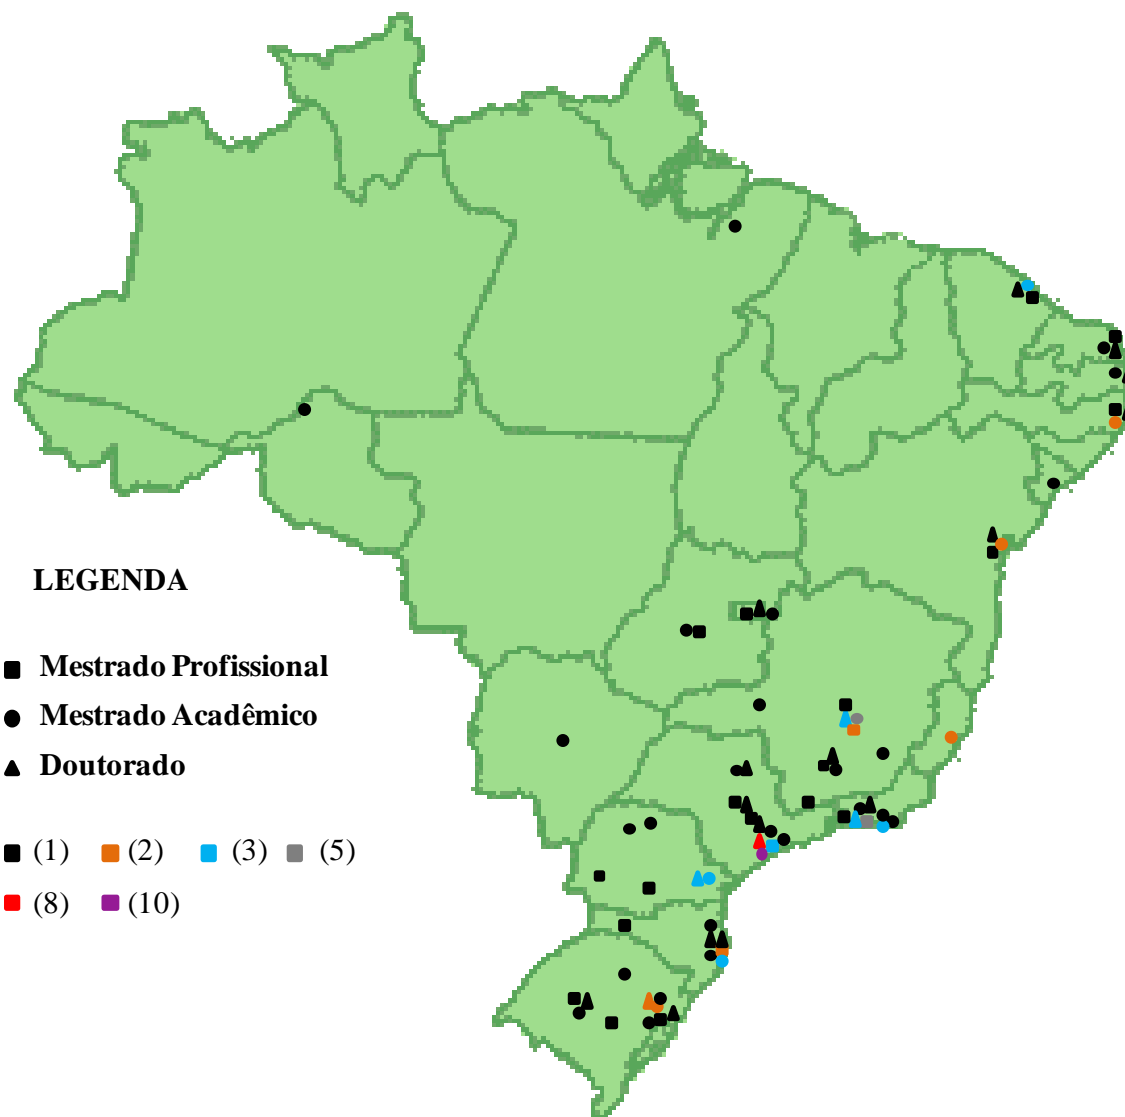 LEGENDA
Mestrado Profissional
Mestrado Acadêmico
Doutorado
(1) (2) (3) (5)
(8) (10)